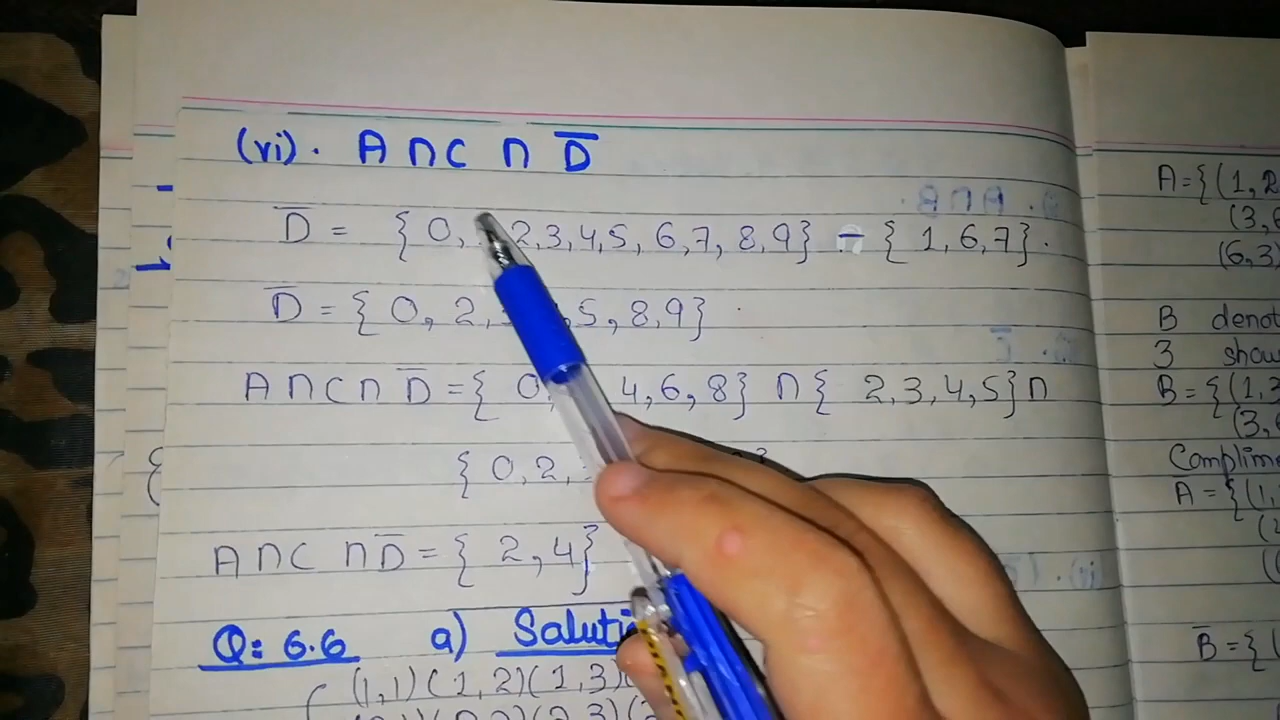 (vi). A ∩ C ∩ D̅
D̅ = {0, 2,3,4,5, 6,7, 8,9} - { 1,6,7}.
D̅ = { 0, 2, 5, 8,9}
A ∩ C ∩ D̅ = { 0, 4,6,8} ∩ { 2,3,4,5} ∩
{ 0,2,
A ∩ C ∩ D̅ = { 2,4}
Q: 6.6 a)
(1,1)(1,2)(1,3)
A={(1,2
(3,
(6,3)
B denot
3 show
B={(1,3
(3,
Complime
A̅ = {(1,
B̅ = {(